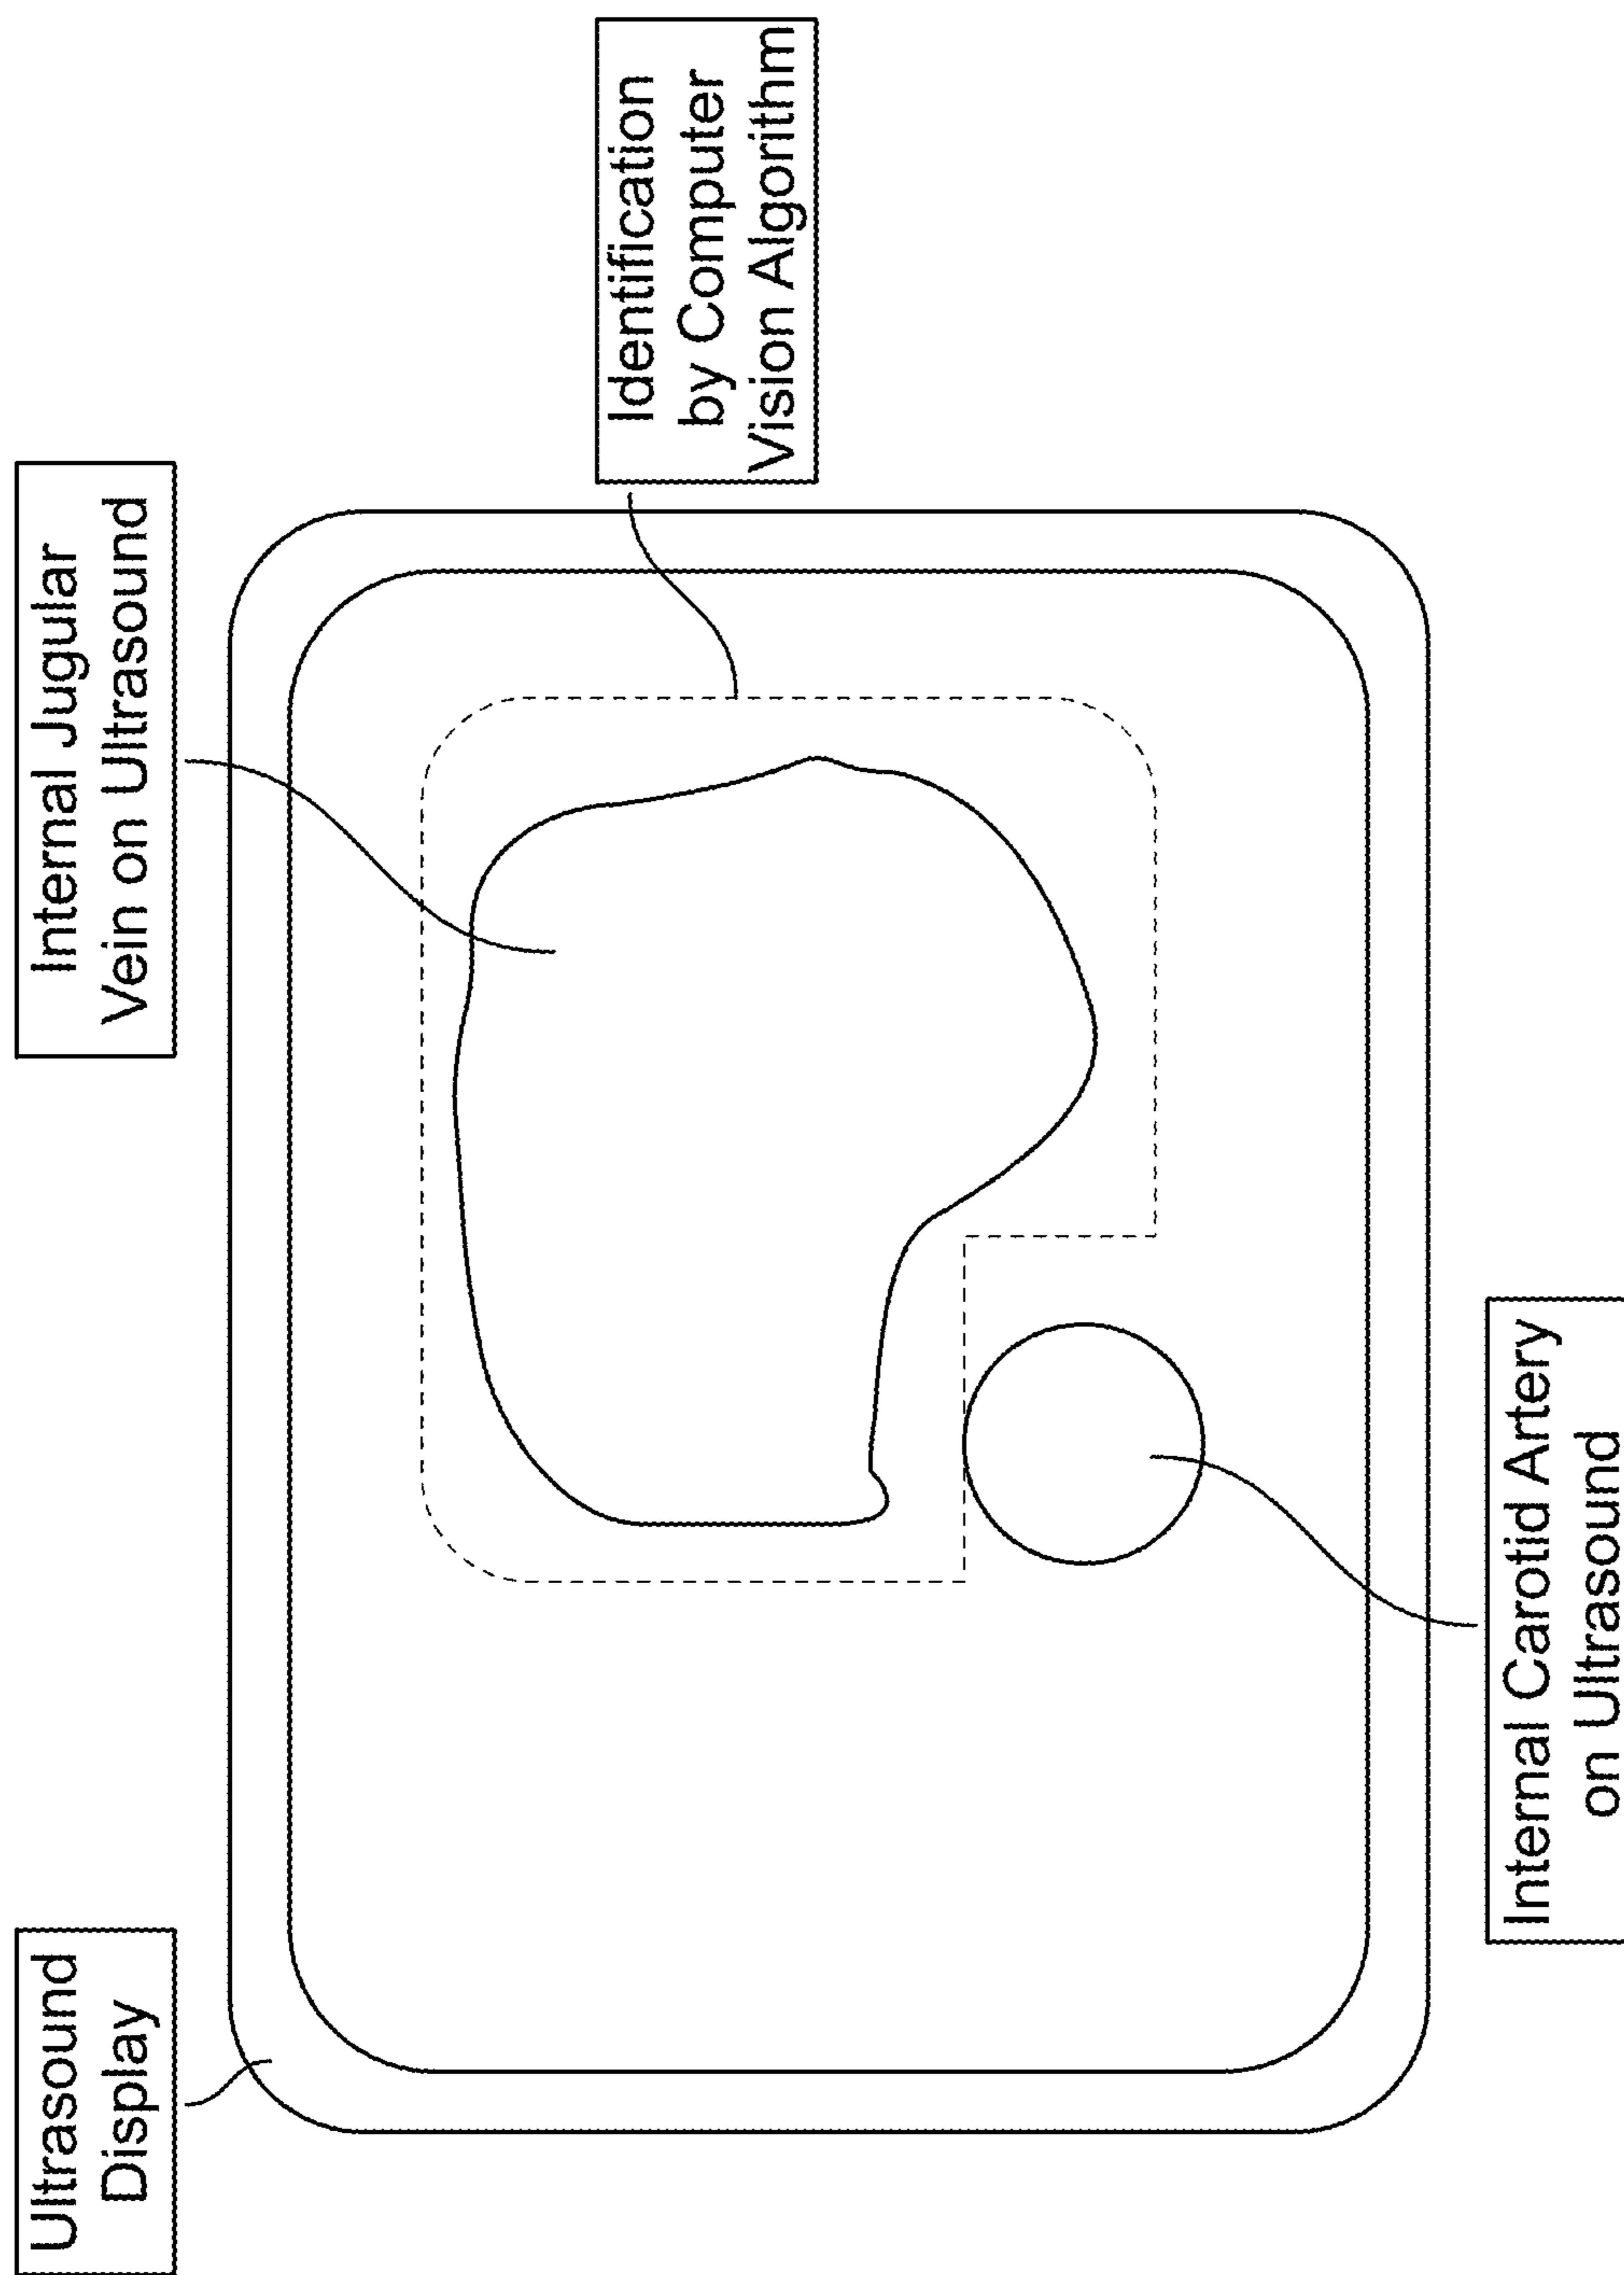 Ultrasound
Display
Internal Jugular
Vein on Ultrasound
Identification
by Computer
Vision Algorithm
Internal Carotid Artery
on Ultrasound